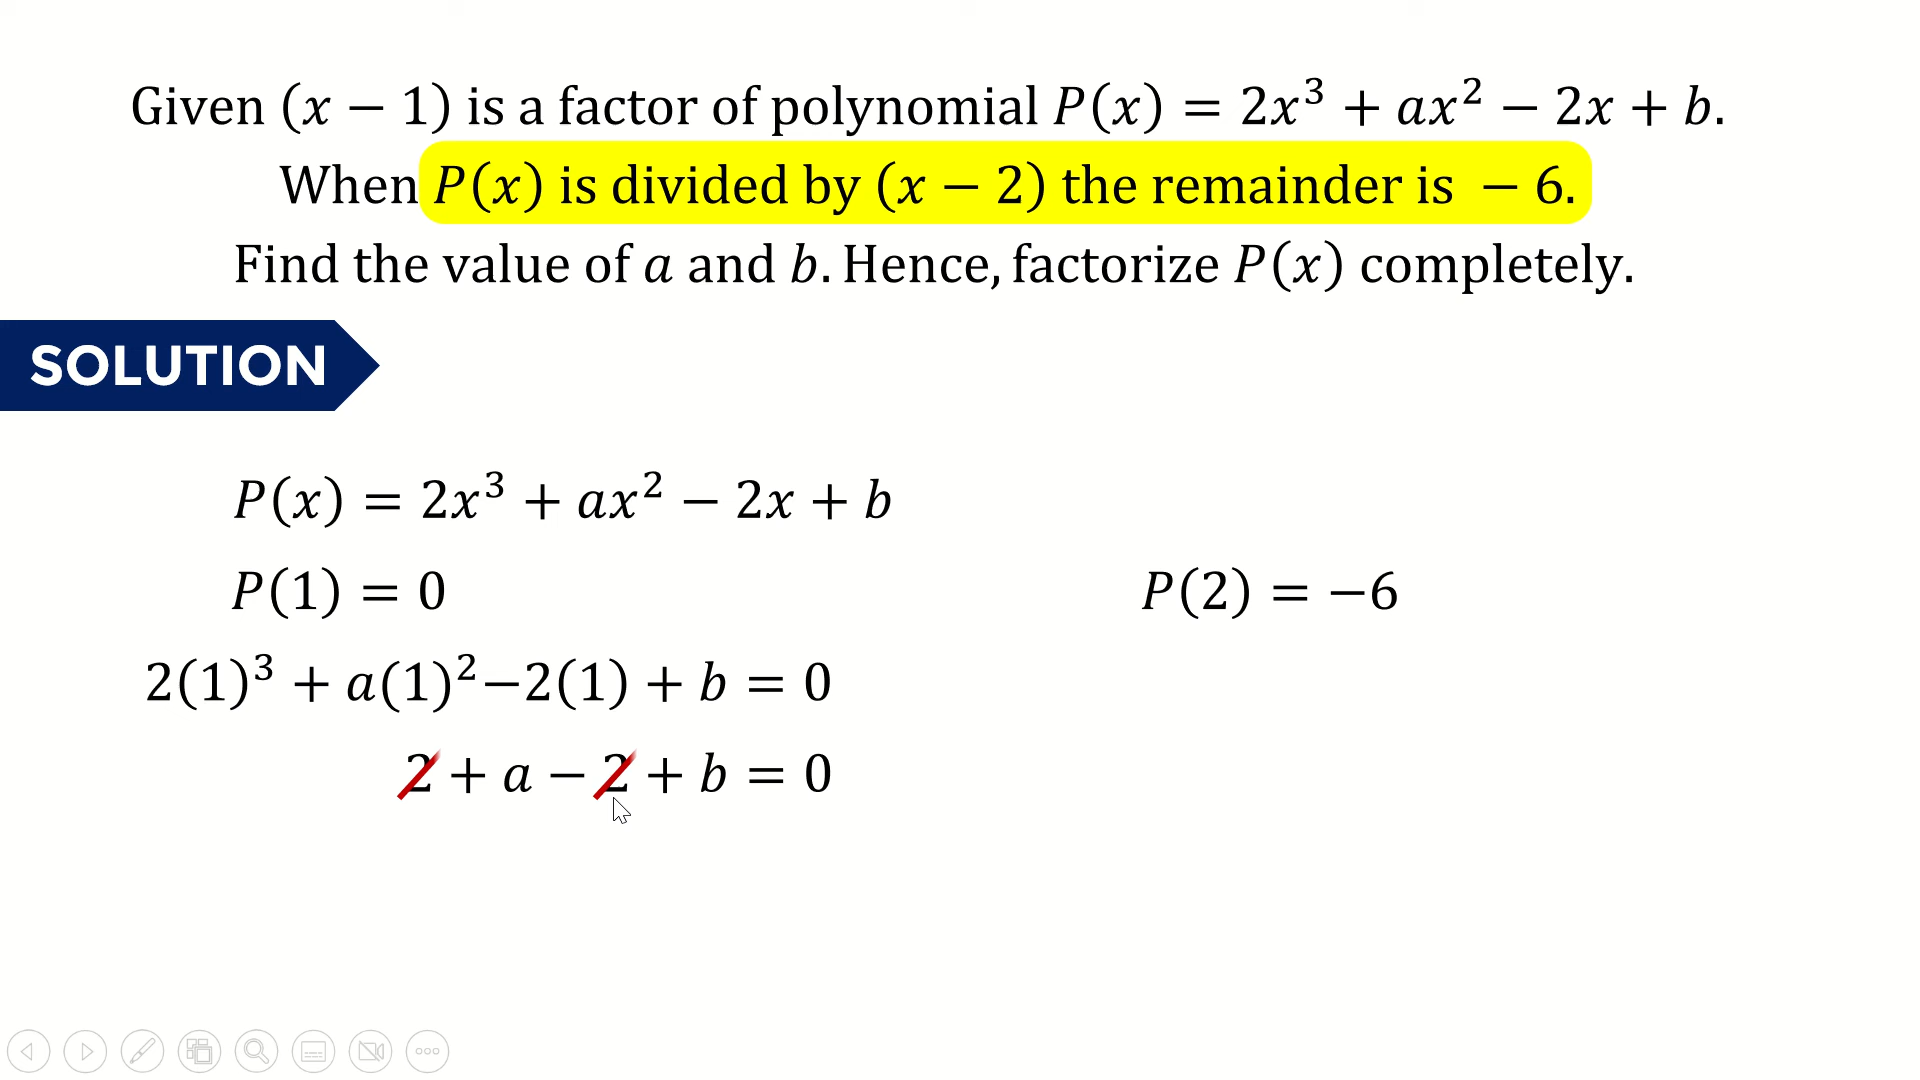 Given (x − 1) is a factor of polynomial P(x) = 2x³ + ax² − 2x + b.
When P(x) is divided by (x − 2) the remainder is − 6.
Find the value of a and b. Hence, factorize P(x) completely.
SOLUTION
P(x) = 2x³ + ax² − 2x + b
P(1) = 0
P(2) = −6
2(1)³ + a(1)²−2(1) + b = 0
2 + a − 2 + b = 0